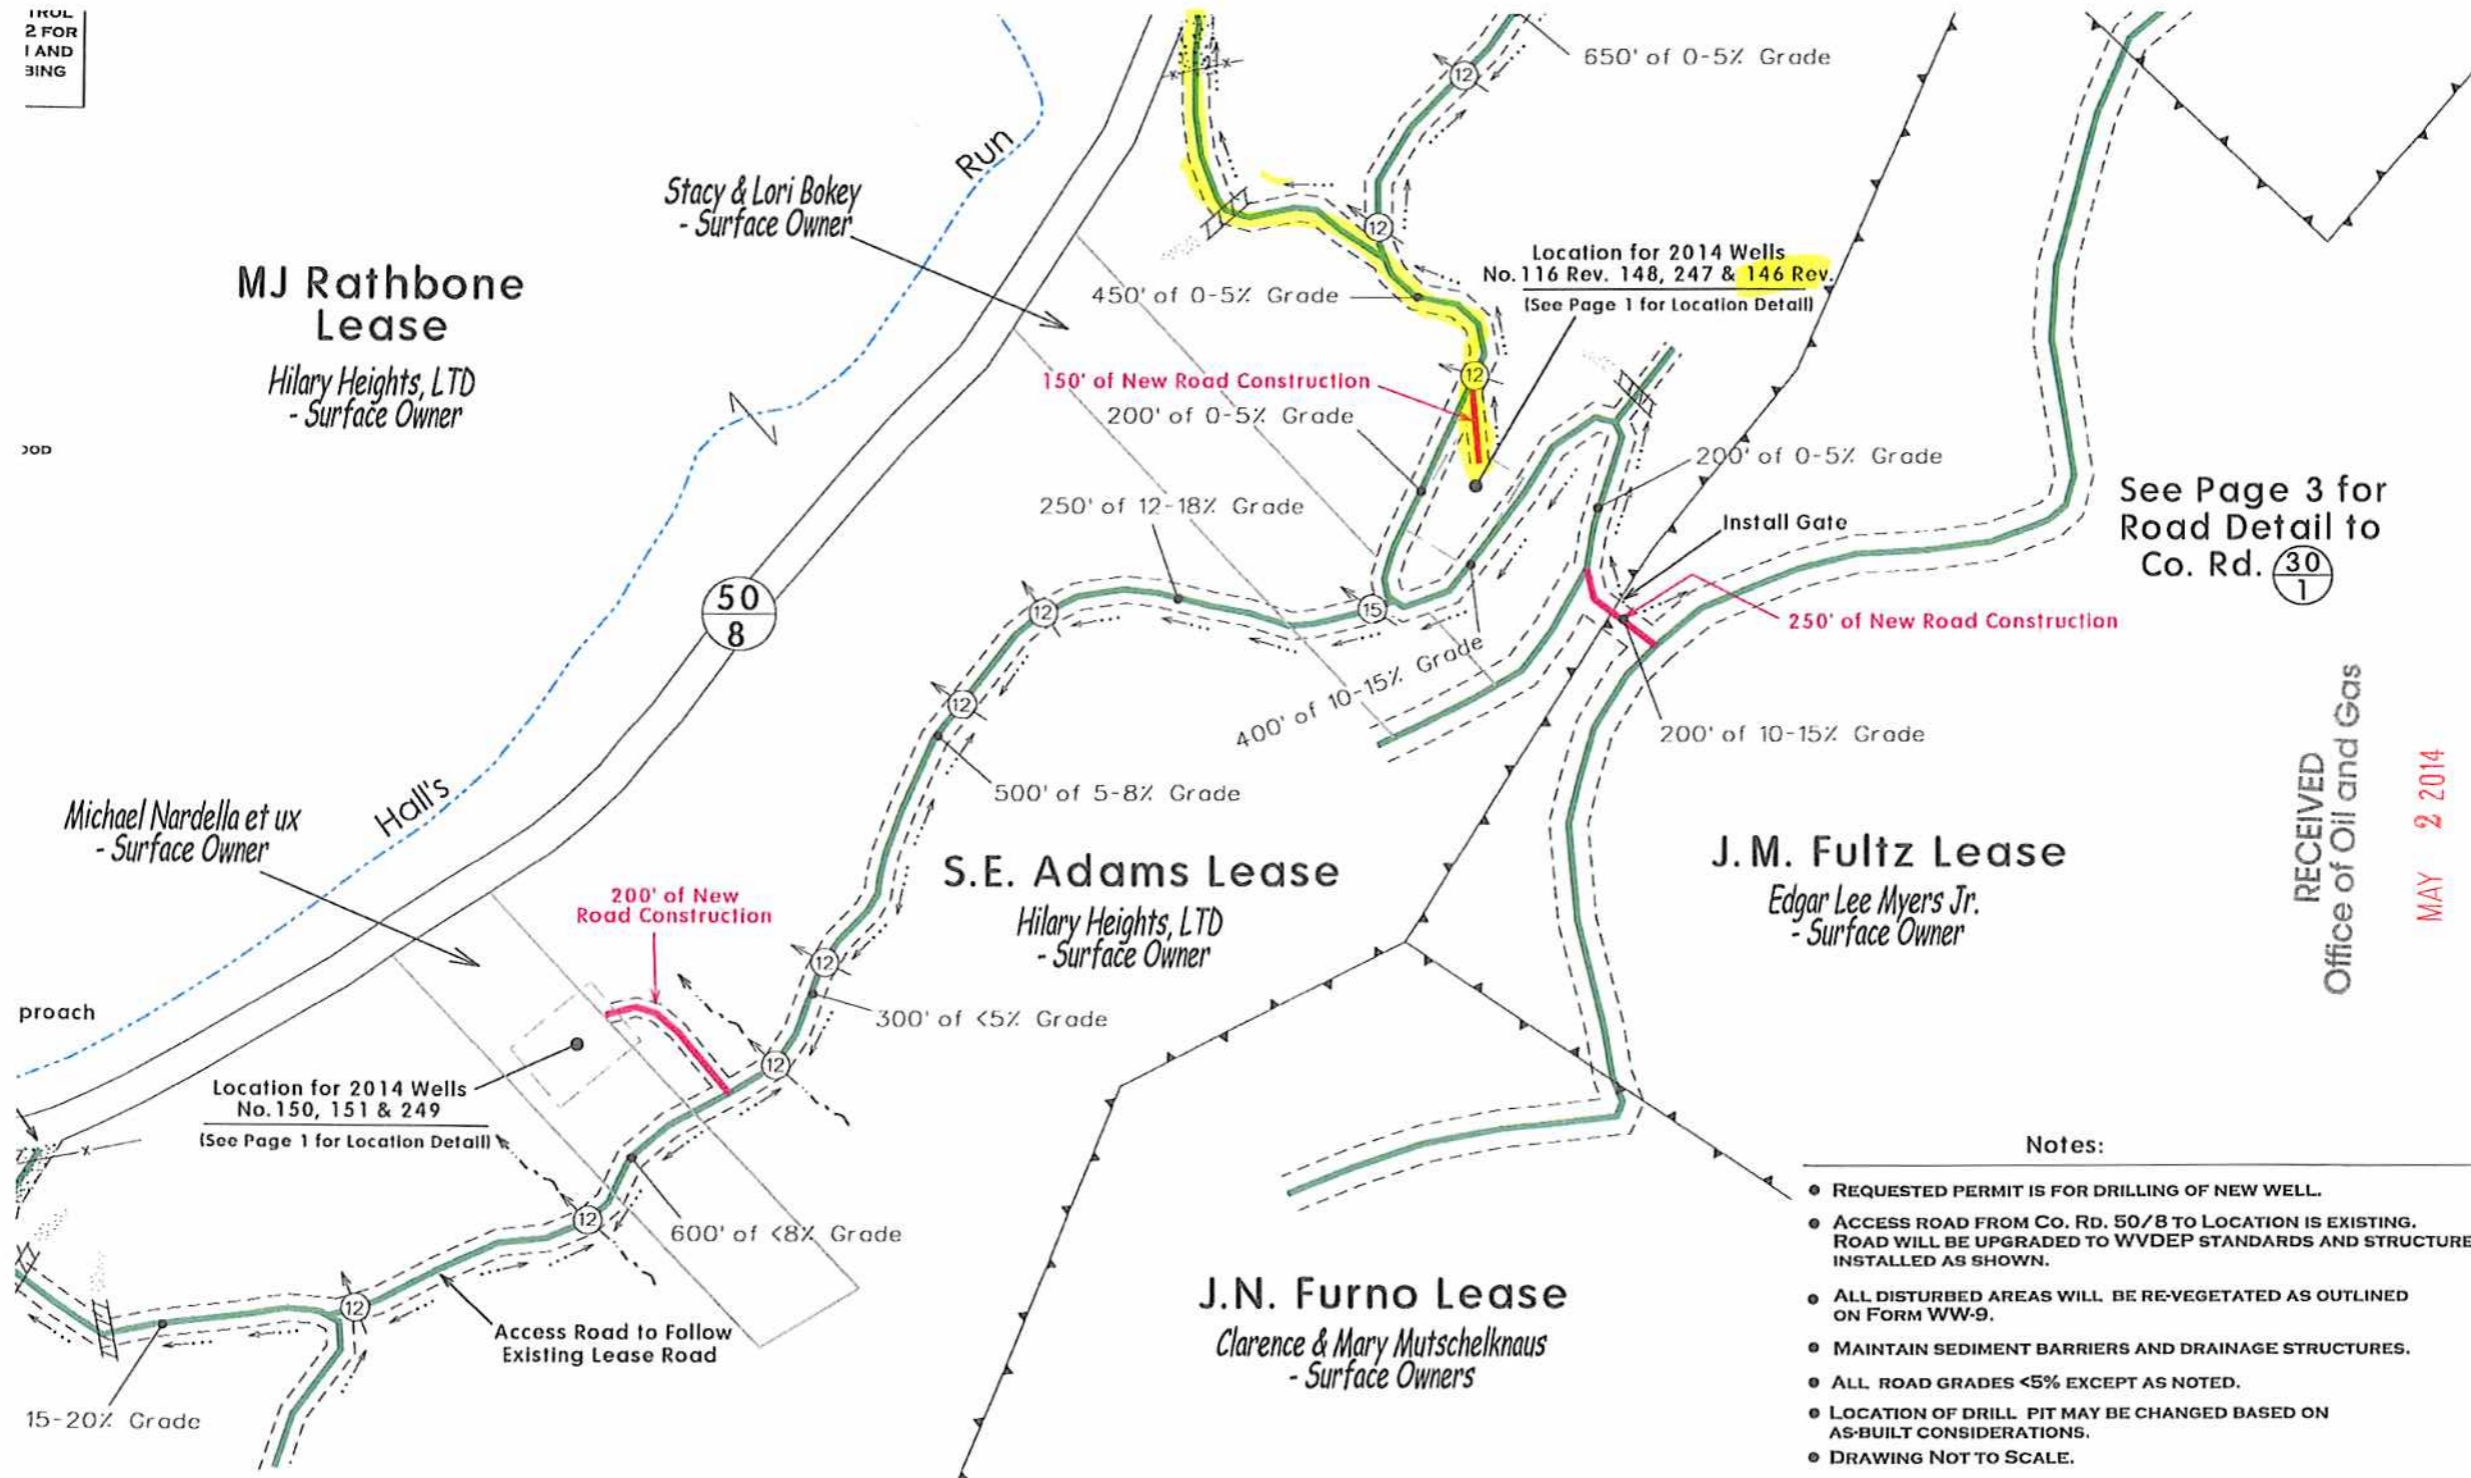 TROL
2 FOR
AND
BING
650' of 0-5% Grade
12
Run
Stacy & Lori Bokey
- Surface Owner
12
Location for 2014 Wells
No. 116 Rev. 148, 247 & 146 Rev.
(See Page 1 for Location Detail)
MJ Rathbone
Lease
Hilary Heights, LTD
- Surface Owner
450' of 0-5% Grade
12
150' of New Road Construction
200' of 0-5% Grade
OOD
200' of 0-5% Grade
250' of 12-18% Grade
Install Gate
See Page 3 for
Road Detail to
Co. Rd. 30
1
50
8
12
15
250' of New Road Construction
400' of 10-15% Grade
12
200' of 10-15% Grade
500' of 5-8% Grade
Hall's
Michael Nardella et ux
- Surface Owner
RECEIVED
Office of Oil and Gas
MAY 2 2014
S.E. Adams Lease
Hilary Heights, LTD
- Surface Owner
J.M. Fultz Lease
Edgar Lee Myers Jr.
- Surface Owner
200' of New
Road Construction
12
300' of <5% Grade
proach
12
Location for 2014 Wells
No. 150, 151 & 249
(See Page 1 for Location Detail)
x
x
x
12
600' of <8% Grade
12
Access Road to Follow
Existing Lease Road
15-20% Grade
J.N. Furno Lease
Clarence & Mary Mutschelknaus
- Surface Owners
Notes:
REQUESTED PERMIT IS FOR DRILLING OF NEW WELL.
ACCESS ROAD FROM CO. RD. 50/8 TO LOCATION IS EXISTING.
ROAD WILL BE UPGRADED TO WVDEP STANDARDS AND STRUCTURE
INSTALLED AS SHOWN.
ALL DISTURBED AREAS WILL BE RE-VEGETATED AS OUTLINED
ON FORM WW-9.
MAINTAIN SEDIMENT BARRIERS AND DRAINAGE STRUCTURES.
ALL ROAD GRADES <5% EXCEPT AS NOTED.
LOCATION OF DRILL PIT MAY BE CHANGED BASED ON
AS-BUILT CONSIDERATIONS.
DRAWING NOT TO SCALE.